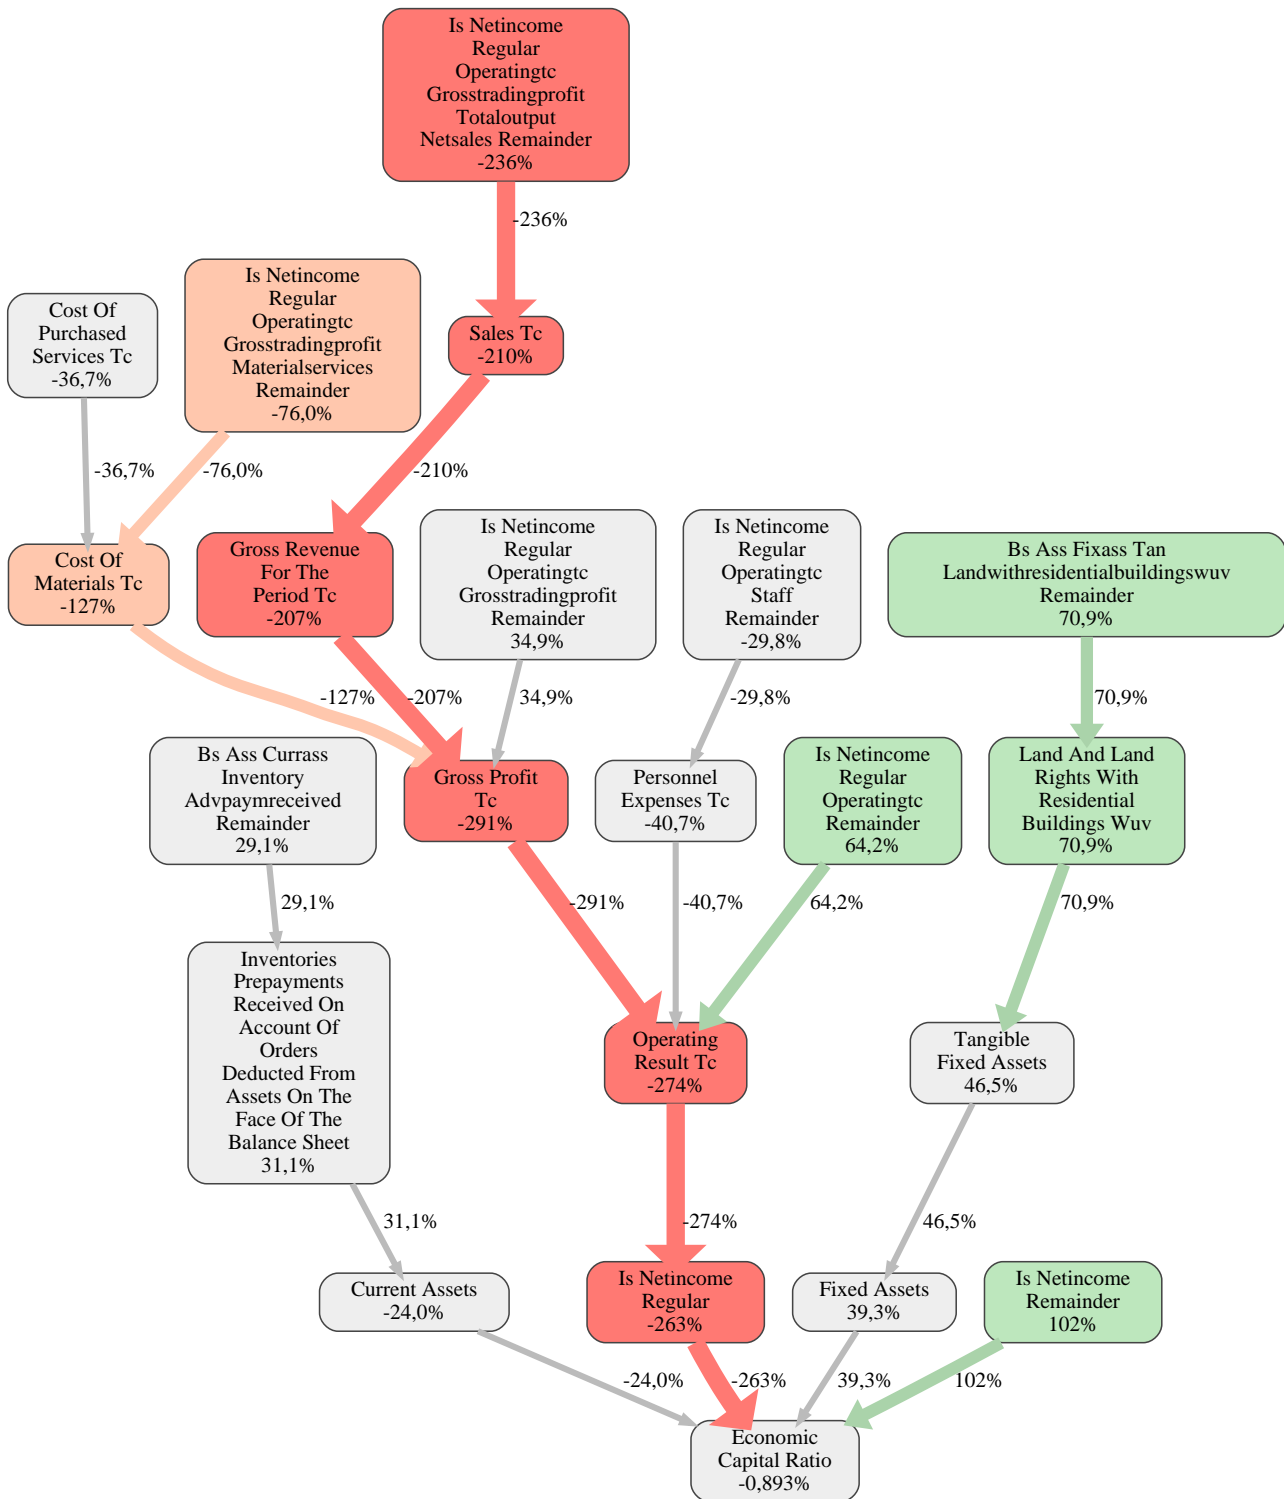 Is Netincome
Regular
Operatingtc
Grosstradingprofit
Totaloutput
Netsales Remainder
-236%
-236%
Cost Of
Purchased
Services Tc
-36,7%
Is Netincome
Regular
Operatingtc
Grosstradingprofit
Materialservices
Remainder
-76,0%
Sales Tc
-210%
-36,7%
-76,0%
-210%
Cost Of
Materials Tc
-127%
Gross Revenue
For The
Period Tc
-207%
Is Netincome
Regular
Operatingtc
Grosstradingprofit
Remainder
34,9%
Is Netincome
Regular
Operatingtc
Staff
Remainder
-29,8%
Bs Ass Fixass Tan
Landwithresidentialbuildingswuv
Remainder
70,9%
-127%
-207%
34,9%
-29,8%
70,9%
Bs Ass Currass
Inventory
Advpaymreceived
Remainder
29,1%
Gross Profit
Tc
-291%
Personnel
Expenses Tc
-40,7%
Is Netincome
Regular
Operatingtc
Remainder
64,2%
Land And Land
Rights With
Residential
Buildings Wuv
70,9%
29,1%
-291%
-40,7%
64,2%
70,9%
Inventories
Prepayments
Received On
Account Of
Orders
Deducted From
Assets On The
Face Of The
Balance Sheet
31,1%
Operating
Result Tc
-274%
Tangible
Fixed Assets
46,5%
31,1%
-274%
46,5%
Current Assets
-24,0%
Is Netincome
Regular
-263%
Fixed Assets
39,3%
Is Netincome
Remainder
102%
-24,0%
-263%
39,3%
102%
Economic
Capital Ratio
-0,893%